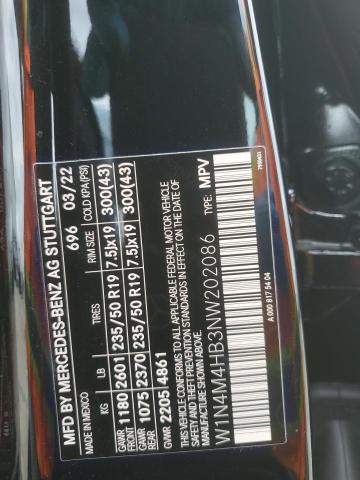 MFD BY MERCEDES-BENZ AG STUTTGART
MADE IN MEXICO 696 03/22
KG LB TIRES RIM SIZE COLD KPA(PSI)
GAWR FRONT 1180 2601 235/50 R19 7.5Jx19 300(43)
GAWR REAR 1075 2370 235/50 R19 7.5Jx19 300(43)
GVWR 2205 4861
THIS VEHICLE CONFORMS TO ALL APPLICABLE FEDERAL MOTOR VEHICLE
SAFETY AND THEFT PREVENTION STANDARDS IN EFFECT ON THE DATE OF
MANUFACTURE SHOWN ABOVE.
W1N4M4HB3NW202086 TYPE: MPV
A 000 817 54 04